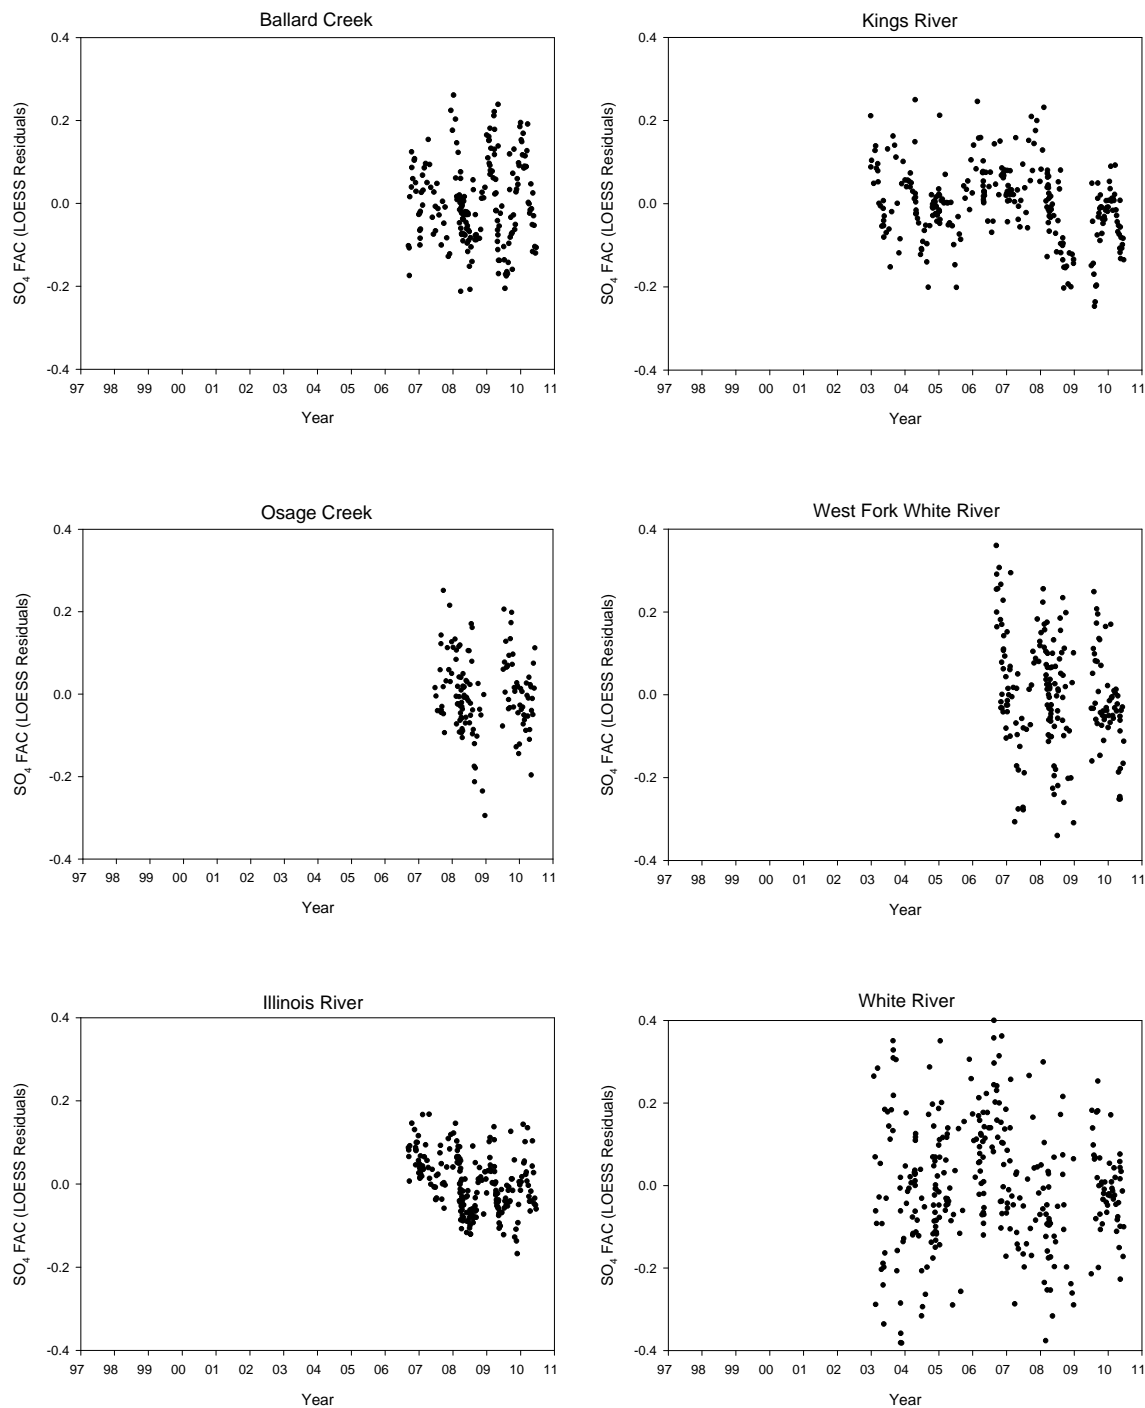 Ballard Creek
0.4
0.2
0.0
-0.2
-0.4
SO4 FAC (LOESS Residuals)
97 98 99 00 01 02 03 04 05 06 07 08 09 10 11
Year
Kings River
0.4
0.2
0.0
-0.2
-0.4
SO4 FAC (LOESS Residuals)
97 98 99 00 01 02 03 04 05 06 07 08 09 10 11
Year
Osage Creek
0.4
0.2
0.0
-0.2
-0.4
SO4 FAC (LOESS Residuals)
97 98 99 00 01 02 03 04 05 06 07 08 09 10 11
Year
West Fork White River
0.4
0.2
0.0
-0.2
-0.4
SO4 FAC (LOESS Residuals)
97 98 99 00 01 02 03 04 05 06 07 08 09 10 11
Year
Illinois River
0.4
0.2
0.0
-0.2
-0.4
SO4 FAC (LOESS Residuals)
97 98 99 00 01 02 03 04 05 06 07 08 09 10 11
Year
White River
0.4
0.2
0.0
-0.2
-0.4
SO4 FAC (LOESS Residuals)
97 98 99 00 01 02 03 04 05 06 07 08 09 10 11
Year